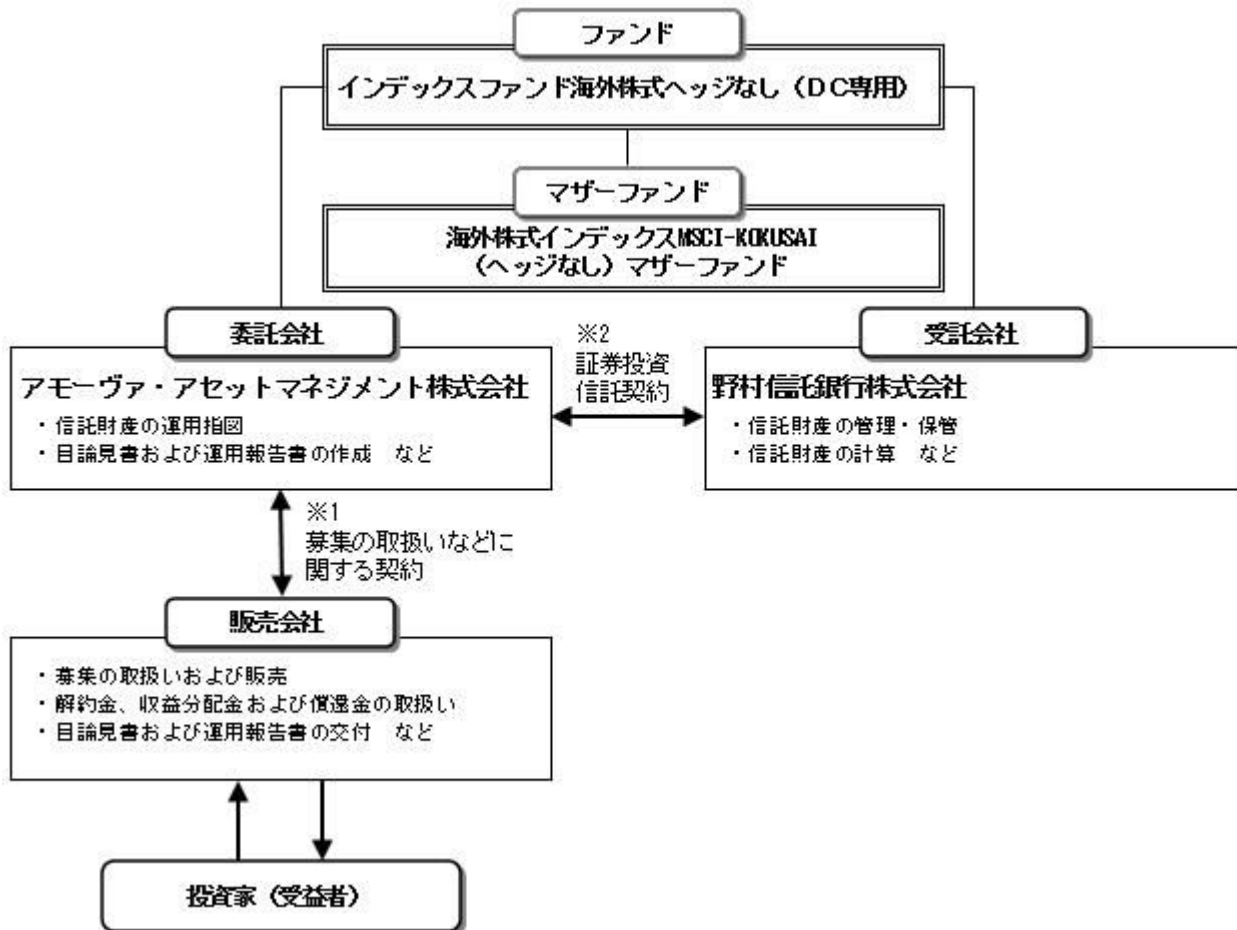 ファンド
インデックスファンド海外株式ヘッジなし（ＤＣ専用）
マザーファンド
海外株式インデックスMSCI-KOKUSAI
（ヘッジなし）マザーファンド
委託会社
アモーヴァ・アセットマネジメント株式会社
・信託財産の運用指図
・目論見書および運用報告書の作成　など
※2
証券投資
信託契約
受託会社
野村信託銀行株式会社
・信託財産の管理・保管
・信託財産の計算　など
※1
募集の取扱いなどに
関する契約
販売会社
・募集の取扱いおよび販売
・解約金、収益分配金および償還金の取扱い
・目論見書および運用報告書の交付　など
投資家（受益者）